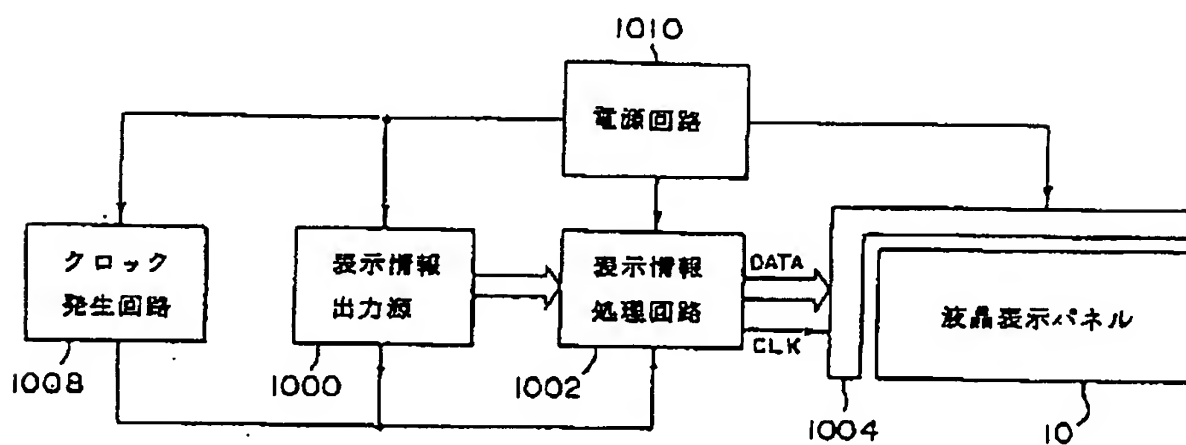 1010
電源回路
クロック
発生回路
表示情報
出力源
表示情報
処理回路
DATA
CLK
液晶表示パネル
1008
1000
1002
1004
10